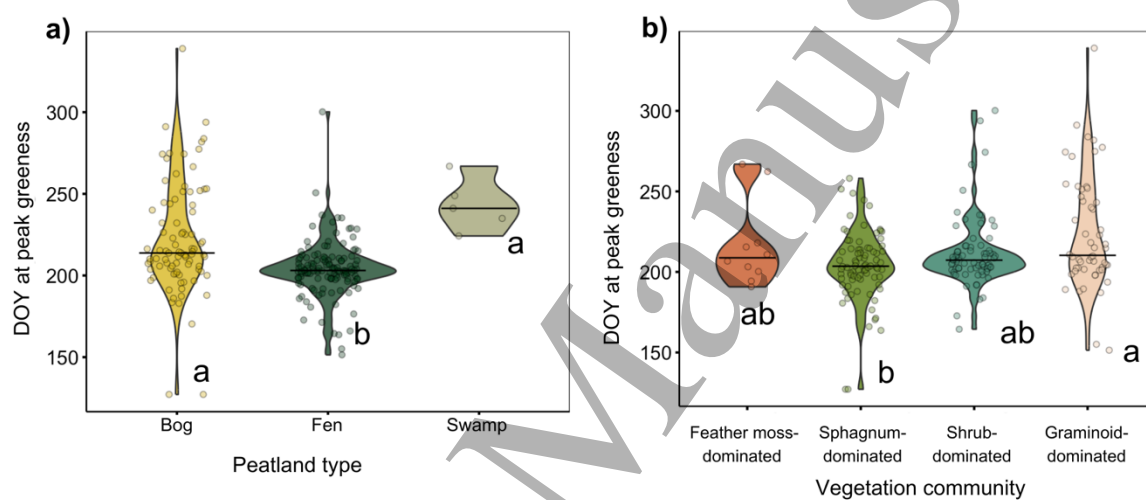 a)
DOY at peak greeness
300
250
200
150
a
b
a
Bog
Fen
Swamp
Peatland type
b)
DOY at peak greeness
300
250
200
150
ab
b
ab
a
Feather moss-
dominated
Sphagnum-
dominated
Shrub-
dominated
Graminoid-
dominated
Vegetation community
Manus